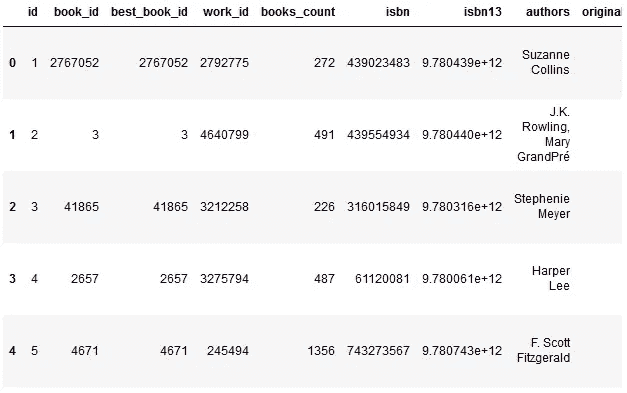 id book_id best_book_id work_id books_count isbn isbn13 authors original
0 1 2767052 2767052 2792775 272 439023483 9.780439e+12 Suzanne
Collins
1 2 3 3 4640799 491 439554934 9.780440e+12 J.K.
Rowling,
Mary
GrandPré
2 3 41865 41865 3212258 226 316015849 9.780316e+12 Stephenie
Meyer
3 4 2657 2657 3275794 487 61120081 9.780061e+12 Harper
Lee
4 5 4671 4671 245494 1356 743273567 9.780743e+12 F. Scott
Fitzgerald